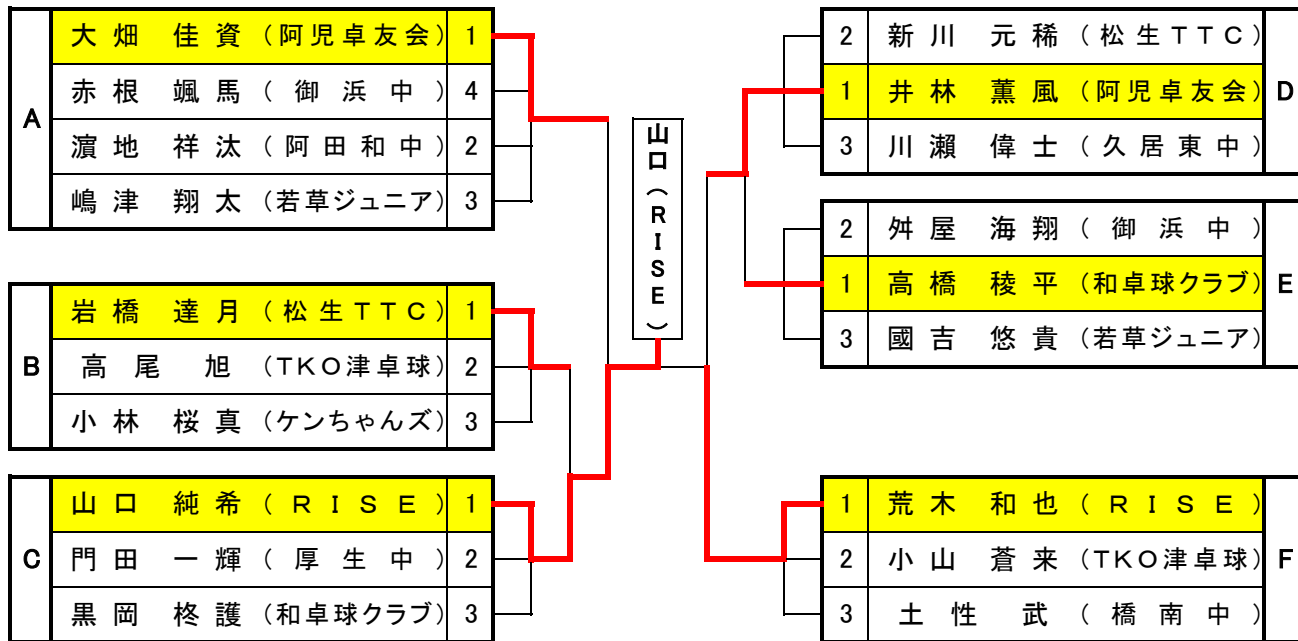 A
大畑 佳資 (阿児卓友会) 1
赤根 颯馬 (御浜中) 4
濵地 祥汰 (阿田和中) 2
嶋津 翔太 (若草ジュニア) 3
B
岩橋 達月 (松生TTC) 1
高尾 旭 (TKO津卓球) 2
小林 桜真 (ケンちゃんズ) 3
C
山口 純希 (RISE) 1
門田 一輝 (厚生中) 2
黒岡 柊護 (和卓球クラブ) 3
山口(RISE)
2 新川 元稀 (松生TTC)
1 井林 薫風 (阿児卓友会)
3 川瀬 偉士 (久居東中)
D
2 舛屋 海翔 (御浜中)
1 高橋 稜平 (和卓球クラブ)
3 國吉 悠貴 (若草ジュニア)
E
1 荒木 和也 (RISE)
2 小山 蒼来 (TKO津卓球)
3 土性 武 (橋南中)
F